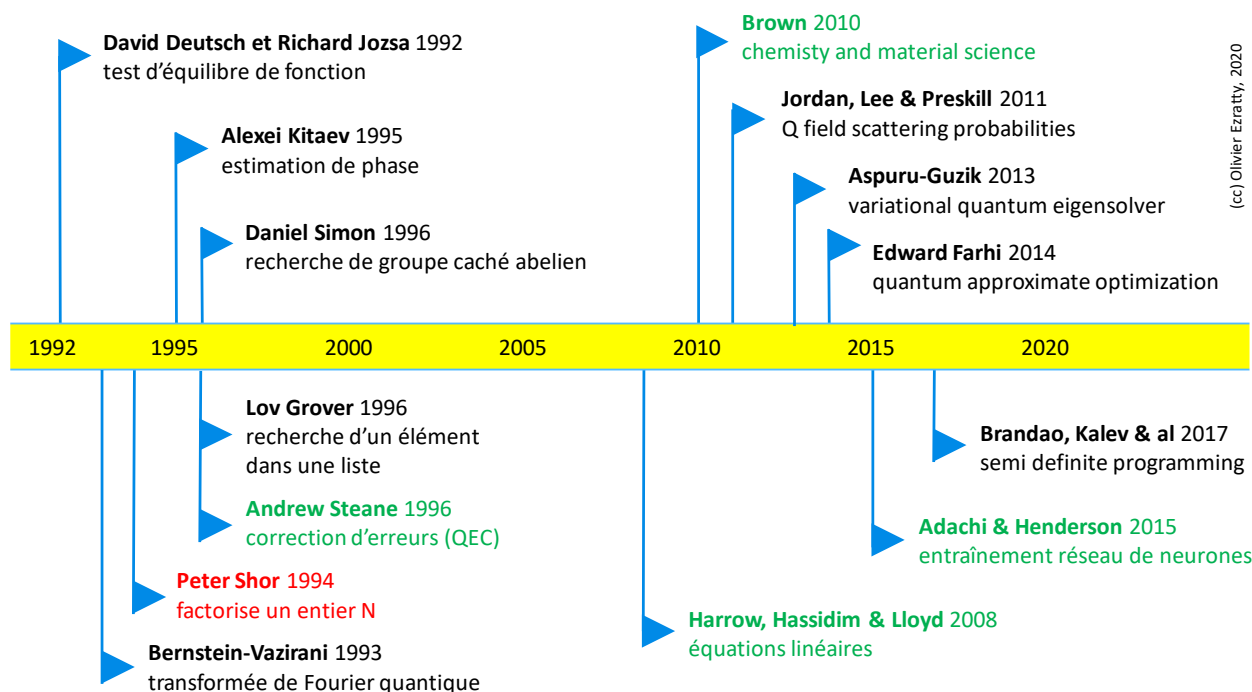 David Deutsch et Richard Jozsa 1992
test d'équilibre de fonction
Alexei Kitaev 1995
estimation de phase
Daniel Simon 1996
recherche de groupe caché abelien
Brown 2010
chemisty and material science
Jordan, Lee & Preskill 2011
Q field scattering probabilities
Aspuru-Guzik 2013
variational quantum eigensolver
Edward Farhi 2014
quantum approximate optimization
(cc) Olivier Ezratty, 2020
1992 1995 2000 2005 2010 2015 2020
Lov Grover 1996
recherche d'un élément
dans une liste
Andrew Steane 1996
correction d'erreurs (QEC)
Peter Shor 1994
factorise un entier N
Bernstein-Vazirani 1993
transformée de Fourier quantique
Brandao, Kalev & al 2017
semi definite programming
Adachi & Henderson 2015
entraînement réseau de neurones
Harrow, Hassidim & Lloyd 2008
équations linéaires